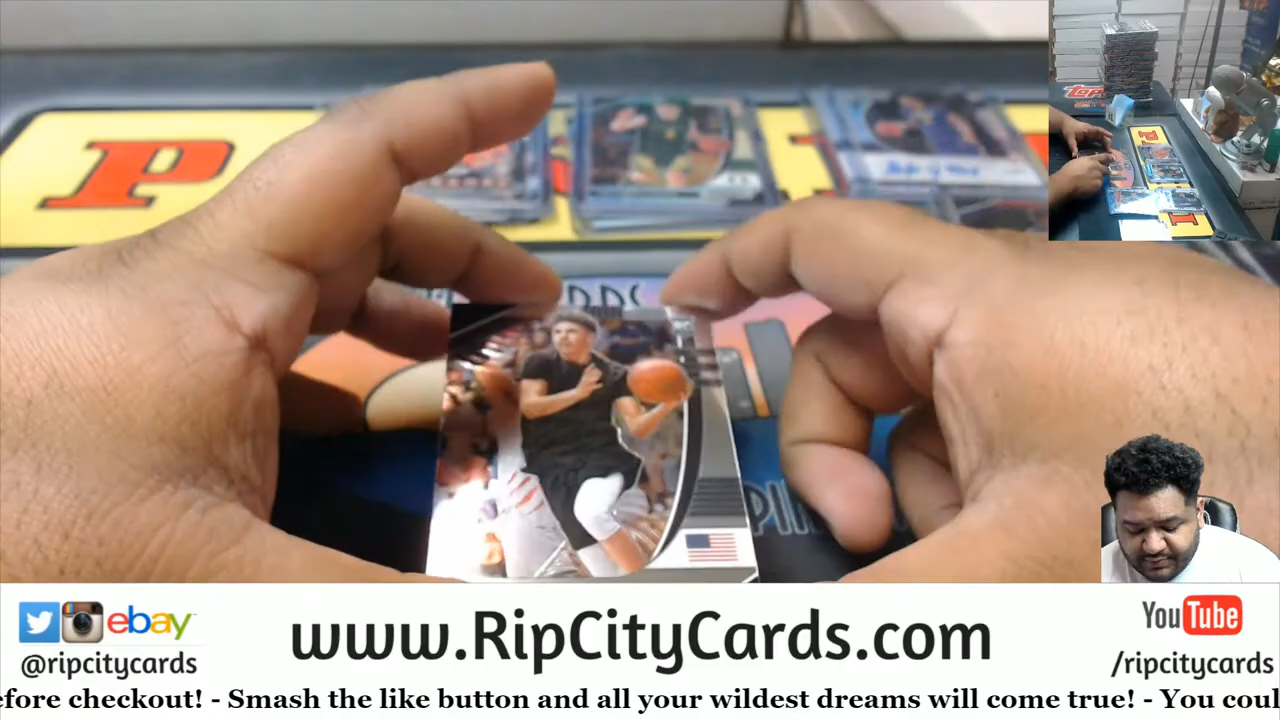 P
I
ebay
@ripcitycards
www.RipCityCards.com
YouTube
/ripcitycards
efore checkout! - Smash the like button and all your wildest dreams will come true! - You coul